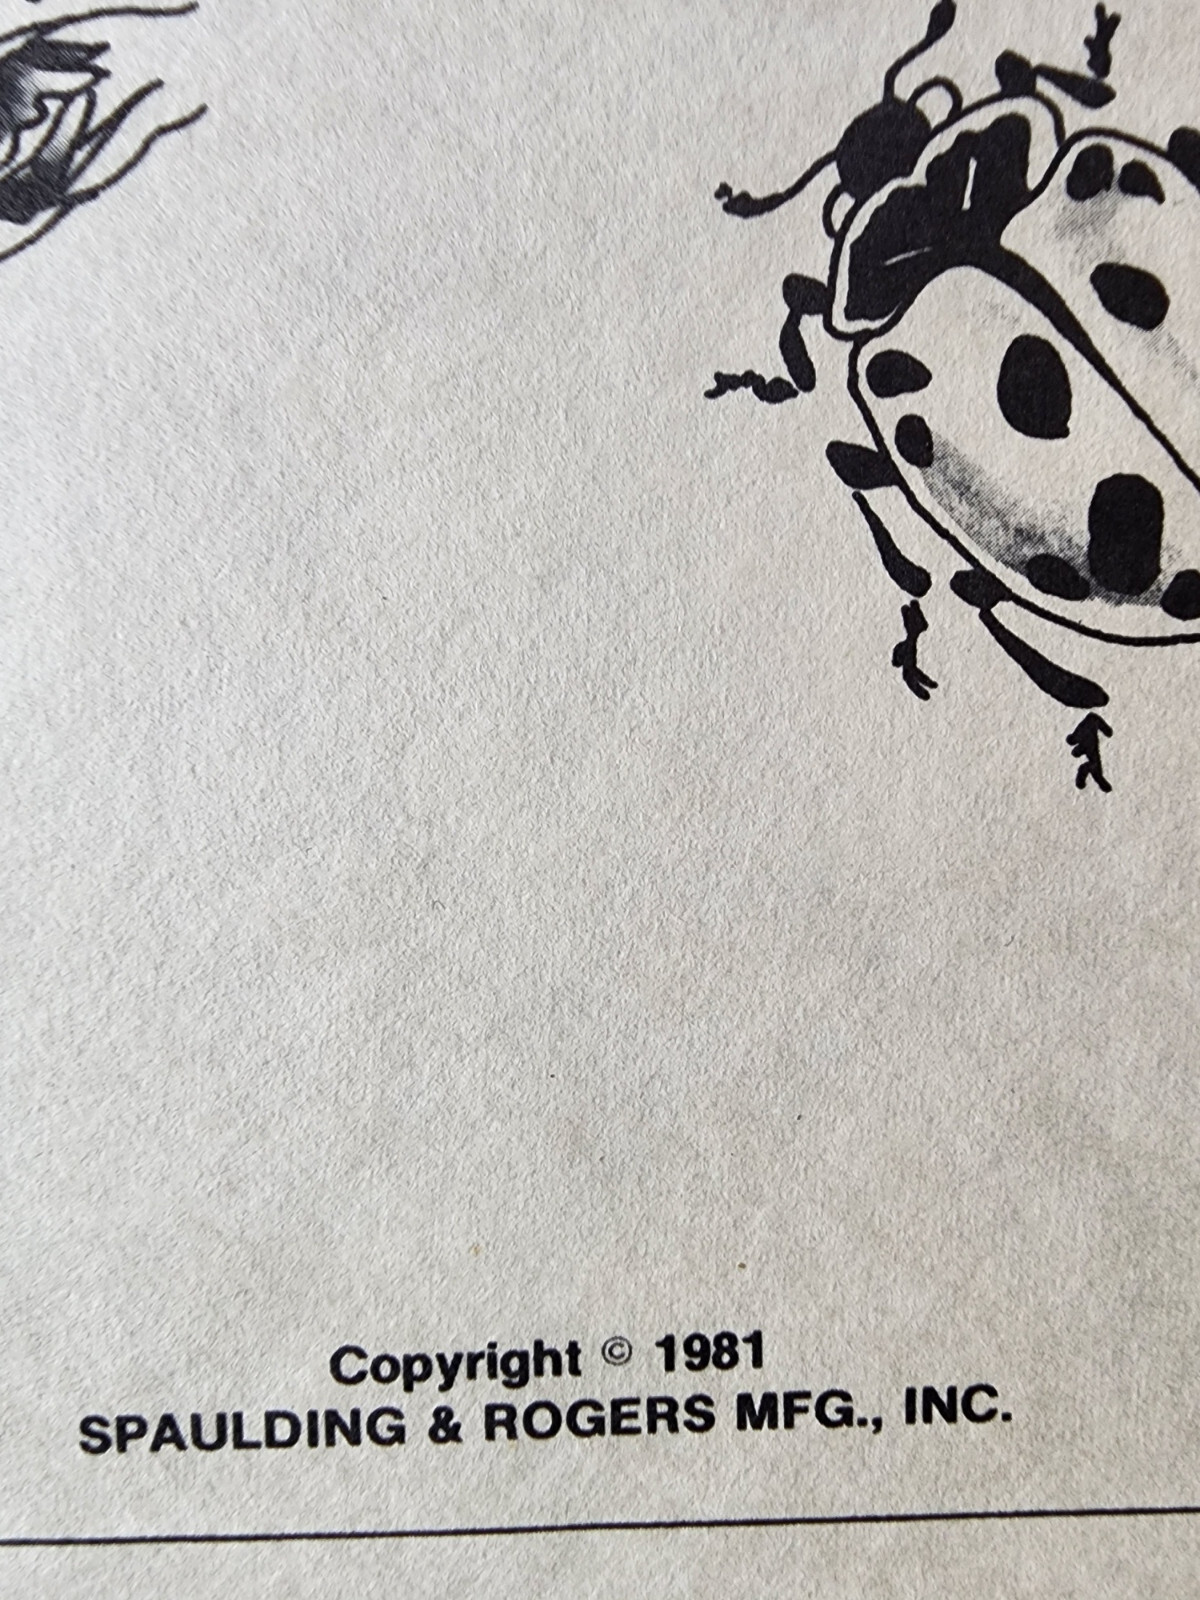 Copyright © 1981
SPAULDING & ROGERS MFG., INC.